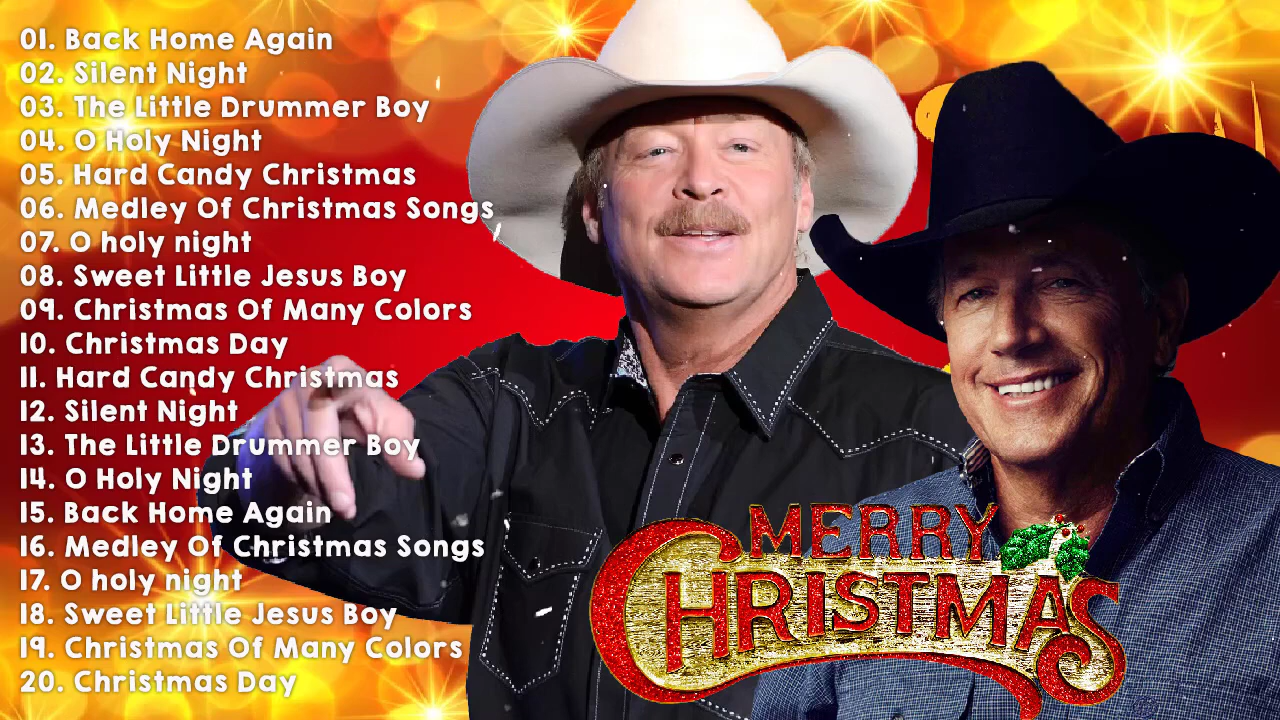 01. Back Home Again
02. Silent Night
03. The Little Drummer Boy
04. O Holy Night
05. Hard Candy Christmas
06. Medley Of Christmas Songs
07. O holy night
08. Sweet Little Jesus Boy
09. Christmas Of Many Colors
10. Christmas Day
11. Hard Candy Christmas
12. Silent Night
13. The Little Drummer Boy
14. O Holy Night
15. Back Home Again
16. Medley Of Christmas Songs
17. O holy night
18. Sweet Little Jesus Boy
19. Christmas Of Many Colors
20. Christmas Day
MERRY
CHRISTMAS